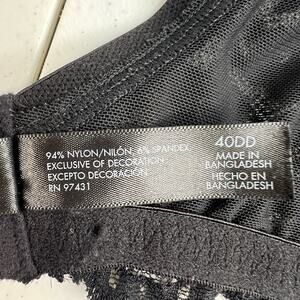 94% NYLON/NILÓN, 6% SPANDEX,
EXCLUSIVE OF DECORATION
EXCEPTO DECORACIÓN
RN 97431
40DD
MADE IN
BANGLADESH
HECHO EN
BANGLADESH